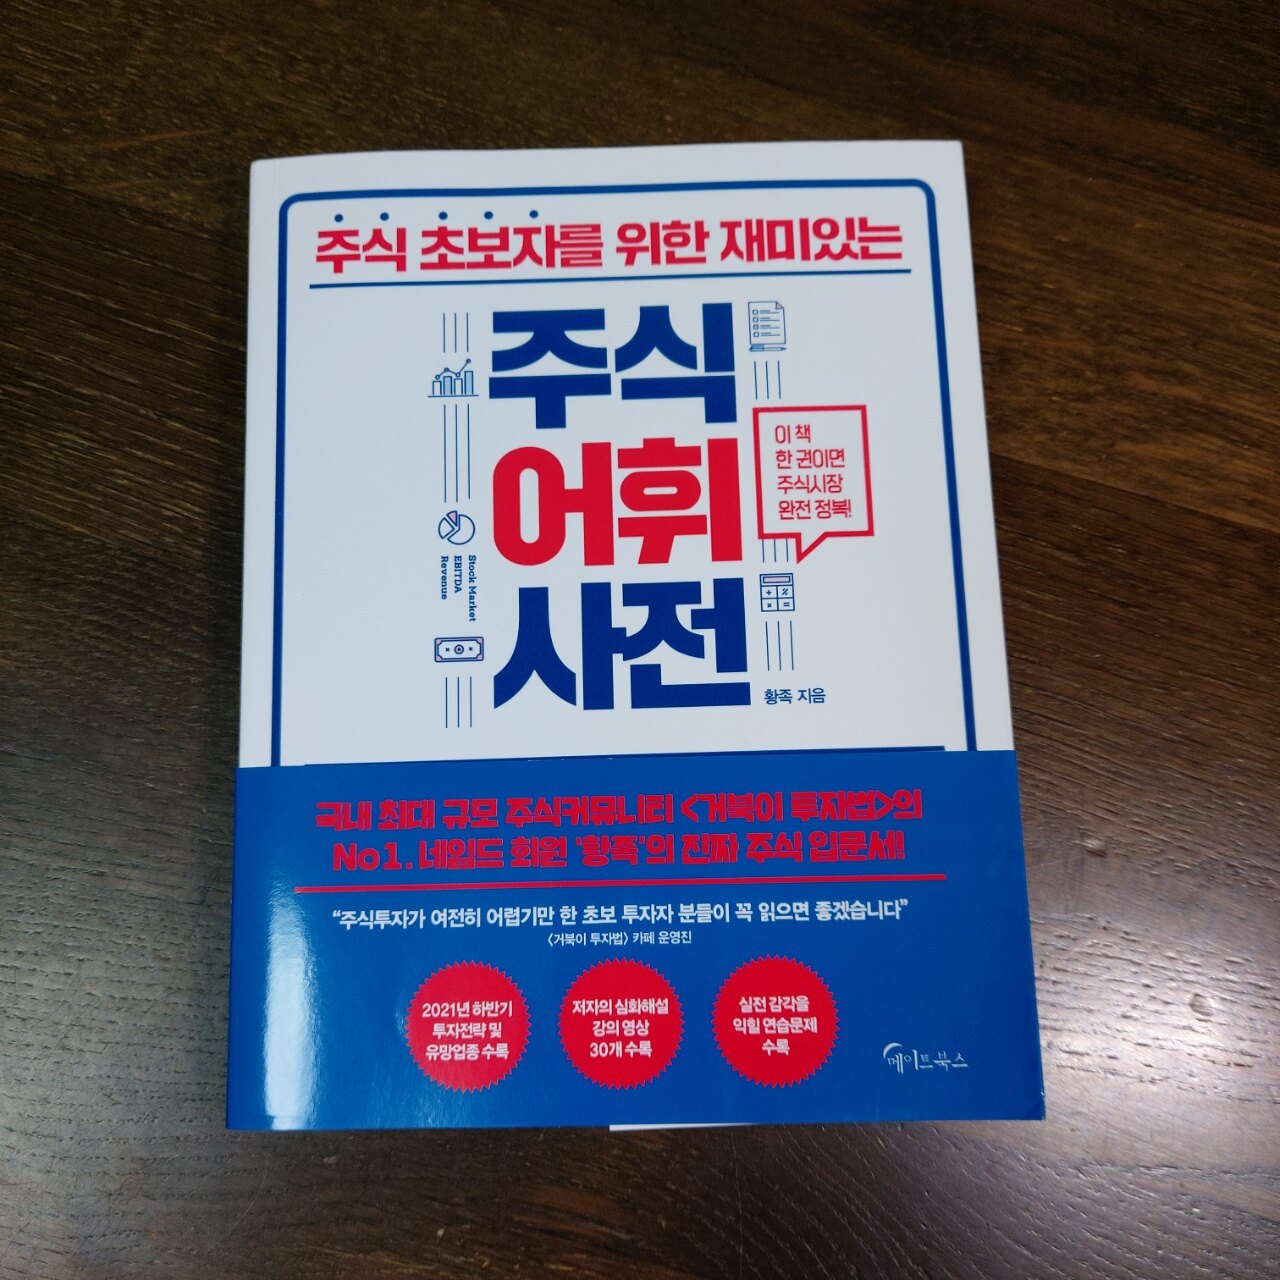 주식 초보자를 위한 재미있는
주식
어휘
사전
이 책
한 권이면
주식시장
완전 정복!
Stock Market
EBITDA
Revenue
황족 지음
국내 최대 규모 주식커뮤니티 <거북이 투자법>의
No1. 네임드 회원 '황족'의 진짜 주식 입문서!
“주식투자가 여전히 어렵기만 한 초보 투자자 분들이 꼭 읽으면 좋겠습니다”
<거북이 투자법> 카페 운영진
2021년 하반기
투자전략 및
유망업종 수록
저자의 심화해설
강의 영상
30개 수록
실전 감각을
익힐 연습문제
수록
메이트북스